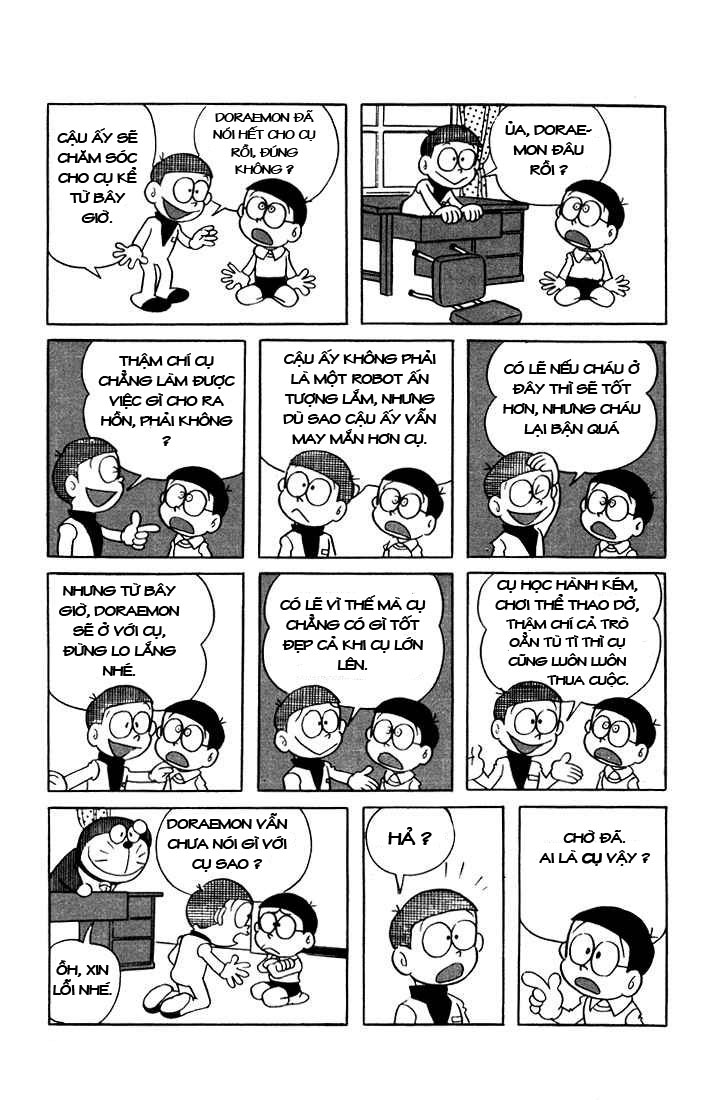 ỦA, DORAE-
MON ĐÂU
RỒI ?
DORAEMON ĐÃ
NÓI HẾT CHO CỤ
RỒI, ĐÚNG
KHÔNG ?
CẬU ẤY SẼ
CHĂM SÓC
CHO CỤ KỂ
TỪ BÂY
GIỜ.
CÓ LẼ NẾU CHÁU Ở
ĐÂY THÌ SẼ TỐT
HƠN, NHƯNG CHÁU
LẠI BẬN QUÁ
CẬU ẤY KHÔNG PHẢI
LÀ MỘT ROBOT ẤN
TƯỢNG LẮM, NHƯNG
DÙ SAO CẬU ẤY VẪN
MAY MẮN HƠN CỤ.
THẬM CHÍ CỤ
CHẲNG LÀM ĐƯỢC
VIỆC GÌ CHO RA
HỒN, PHẢI KHÔNG
?
CỤ HỌC HÀNH KÉM,
CHƠI THỂ THAO DỞ,
THẬM CHÍ CẢ TRÒ
OẲN TÙ TÌ THÌ CỤ
CŨNG LUÔN LUÔN
THUA CUỘC.
CÓ LẼ VÌ THẾ MÀ CỤ
CHẲNG CÓ GÌ TỐT
ĐẸP CẢ KHI CỤ LỚN
LÊN.
NHƯNG TỪ BÂY
GIỜ, DORAEMON
SẼ Ở VỚI CỤ,
ĐỪNG LO LẮNG
NHÉ.
CHỜ ĐÃ.
AI LÀ CỤ VẬY ?
HẢ ?
DORAEMON VẪN
CHƯA NÓI GÌ VỚI
CỤ SAO ?
ỒH, XIN
LỖI NHÉ.